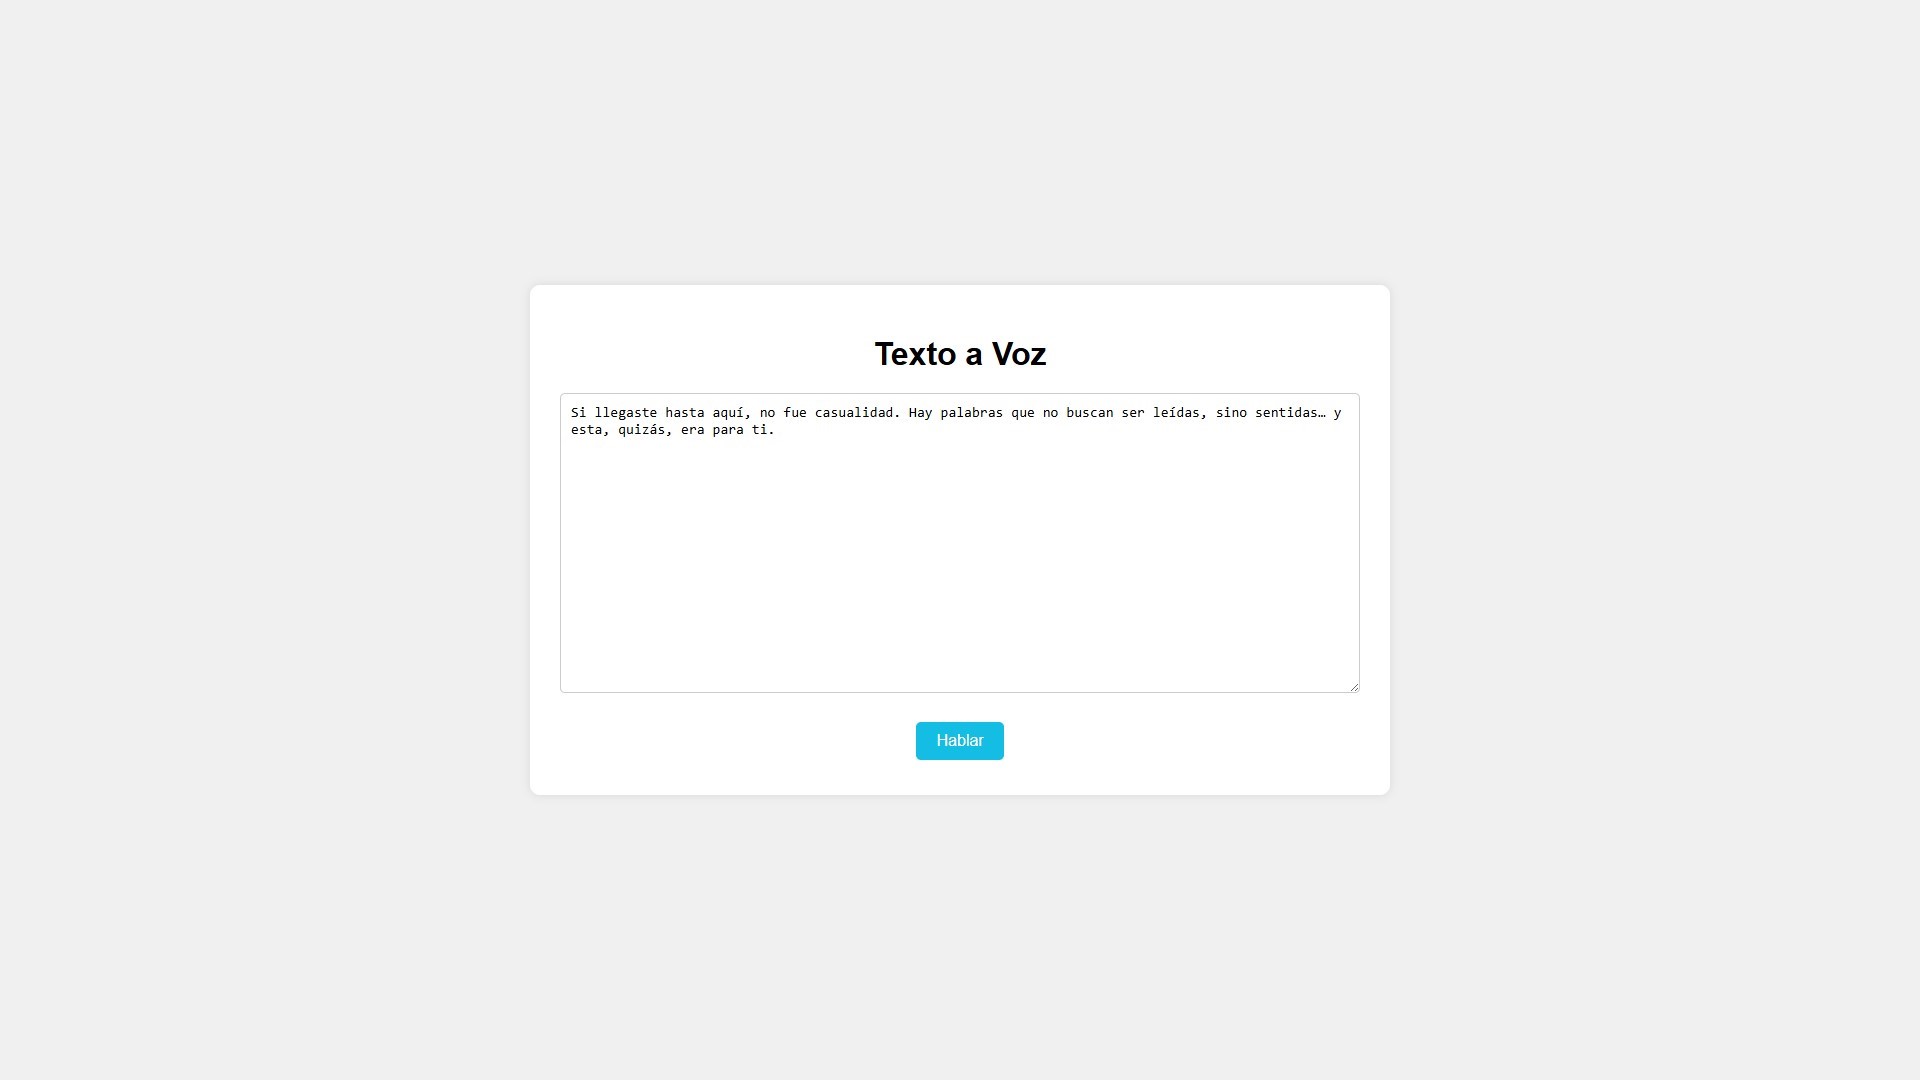 Texto a Voz
Si llegaste hasta aquí, no fue casualidad. Hay palabras que no buscan ser leídas, sino sentidas… y
esta, quizás, era para ti.
Hablar